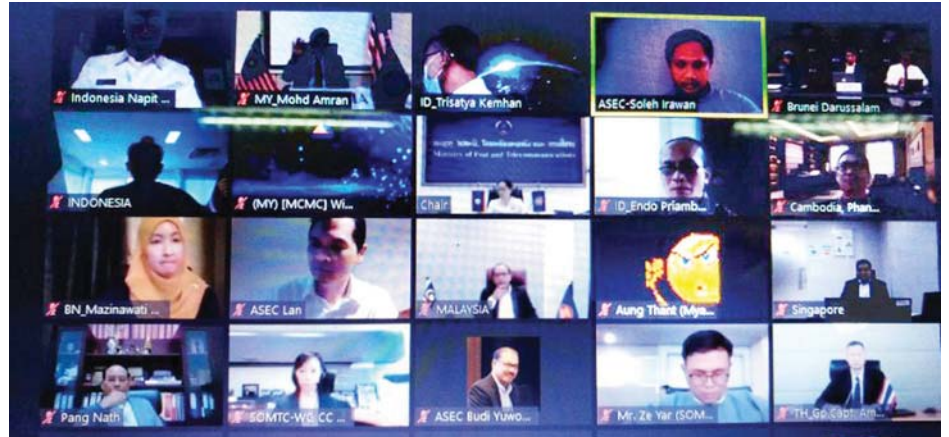 Indonesia Napit ...
MY_Mohd Amran
ID_Trisatya Kemhan
ASEC-Soleh Irawan
Brunei Darussalam
INDONESIA
(MY) [MCMC] Wi...
Ministry of Post and Telecommunications
Chair
ID_Endo Priamb...
Cambodia, Phan...
BN_Mazinawati ...
ASEC Lan
MALAYSIA
Aung Thant (Mya...
Singapore
Pang Nath
SOMTC-WG CC ...
ASEC Budi Yuwo...
Mr. Ze Yar (SOM...
TH_Gp.Capt. Am...